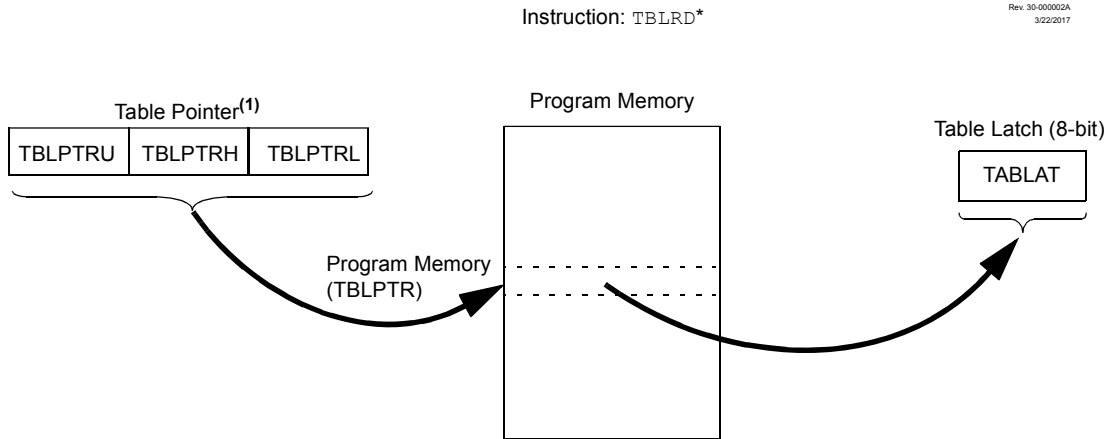 Instruction: TBLRD*
Rev. 30-000002A
3/22/2017
Table Pointer(1)
TBLPTRU TBLPTRH TBLPTRL
Program Memory
Table Latch (8-bit)
TABLAT
Program Memory
(TBLPTR)